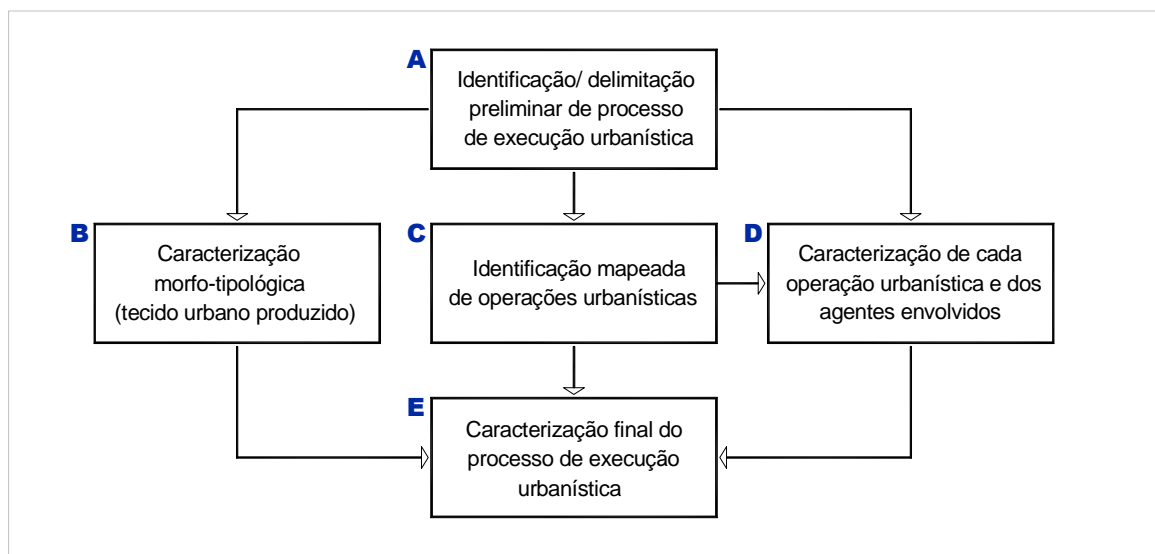 A
Identificação/ delimitação
preliminar de processo
de execução urbanística
B
Caracterização
morfo-tipológica
(tecido urbano produzido)
C
Identificação mapeada
de operações urbanísticas
D
Caracterização de cada
operação urbanística e dos
agentes envolvidos
E
Caracterização final do
processo de execução
urbanística